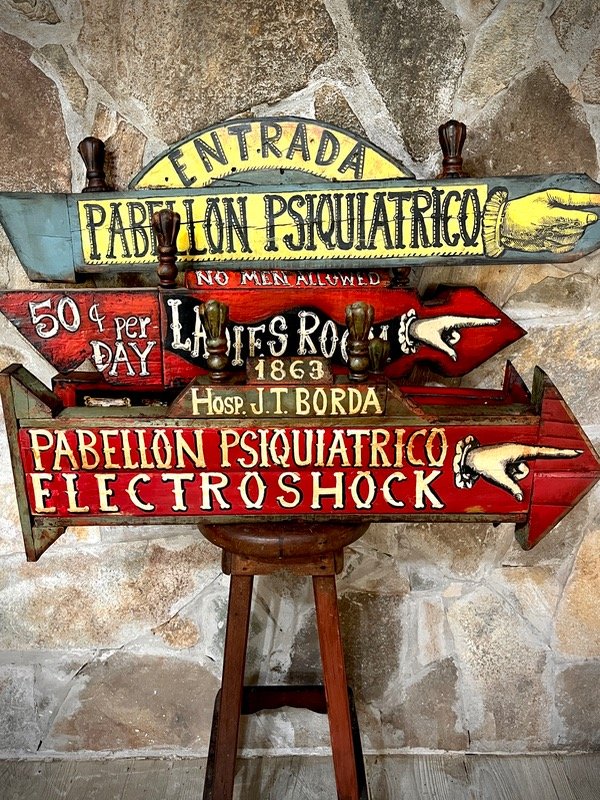 ENTRADA
PABELLON PSIQUIATRICO
NO MEN ALLOWED
50 ¢ per-
DAY
LADIES ROOM
1863
HOSP. J.T. BORDA
PABELLON PSIQUIATRICO
ELECTROSHOCK